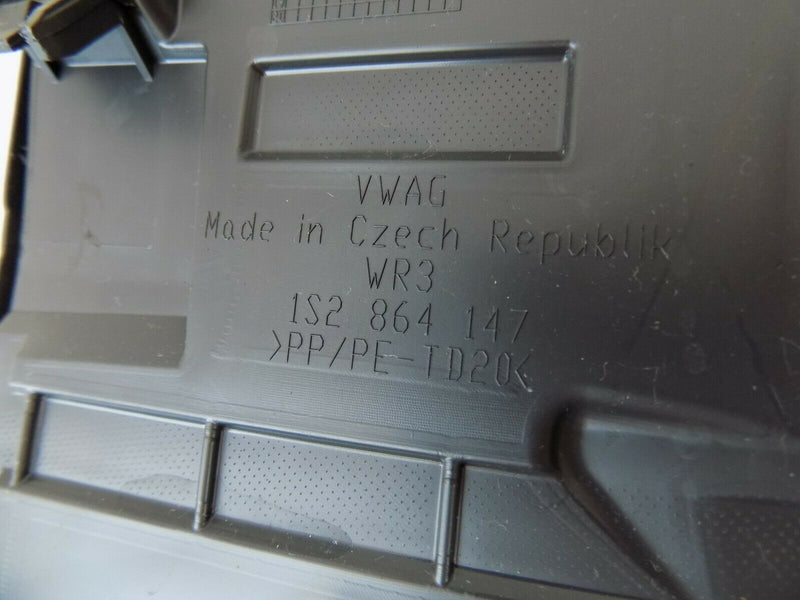 VWAG
Made in Czech Republik
WR3
1S2 864 147
>PP/PE-TD20<